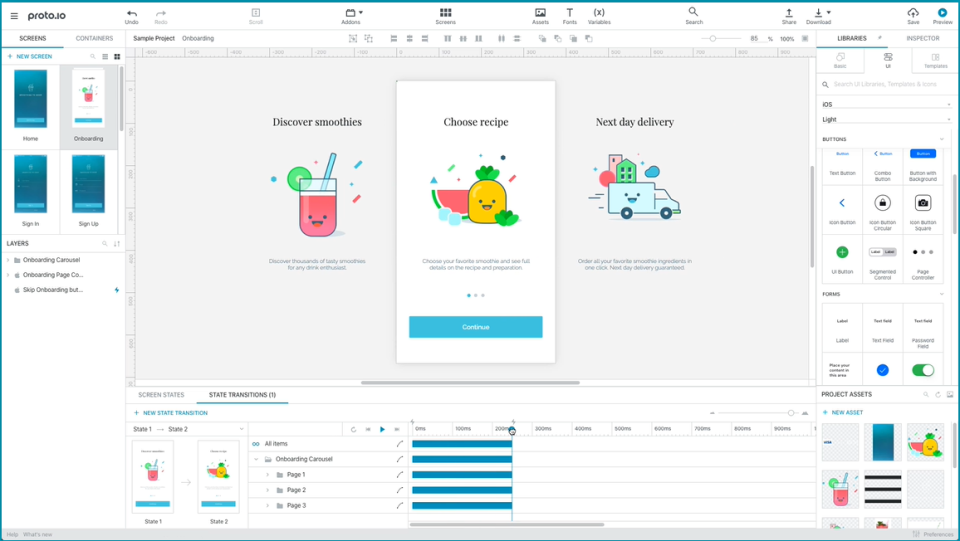 proto.io
Undo
Redo
Scroll
Addons
Screens
Assets
Fonts
Variables
Search
Share
Download
Save
Preview
SCREENS
CONTAINERS
Sample Project
Onboarding
85 %
100%
LIBRARIES
INSPECTOR
NEW SCREEN
Basic
UI
Templates
Search UI Libraries, Templates & Icons
iOS
Light
Home
Onboarding
Sign In
Sign Up
Discover smoothies
Choose recipe
Next day delivery
Discover thousands of tasty smoothies
for any drink enthusiast.
Choose your favorite smoothie and see full
details on the recipe and preparation.
Order all your favorite smoothie ingredients in
one click. Next day delivery guaranteed
Continue
BUTTONS
Button
Button
Button
Text Button
Combo
Button
Button with
Background
Icon Button
Icon Button
Circular
Icon Button
Square
Label
Label
UI Button
Segmented
Control
Page
Controller
FORMS
Label
Text field
Text field
Label
Text Field
Password
Field
Place your
content in
this area
LAYERS
Onboarding Carousel
Onboarding Page Co...
Skip Onboarding but...
SCREEN STATES
STATE TRANSITIONS (1)
NEW STATE TRANSITION
State 1
State 2
0ms
100ms
200ms
300ms
400ms
500ms
600ms
700ms
800ms
900ms
All items
Onboarding Carousel
Page 1
Page 2
Page 3
State 1
State 2
PROJECT ASSETS
NEW ASSET
Help
What's new
Preferences